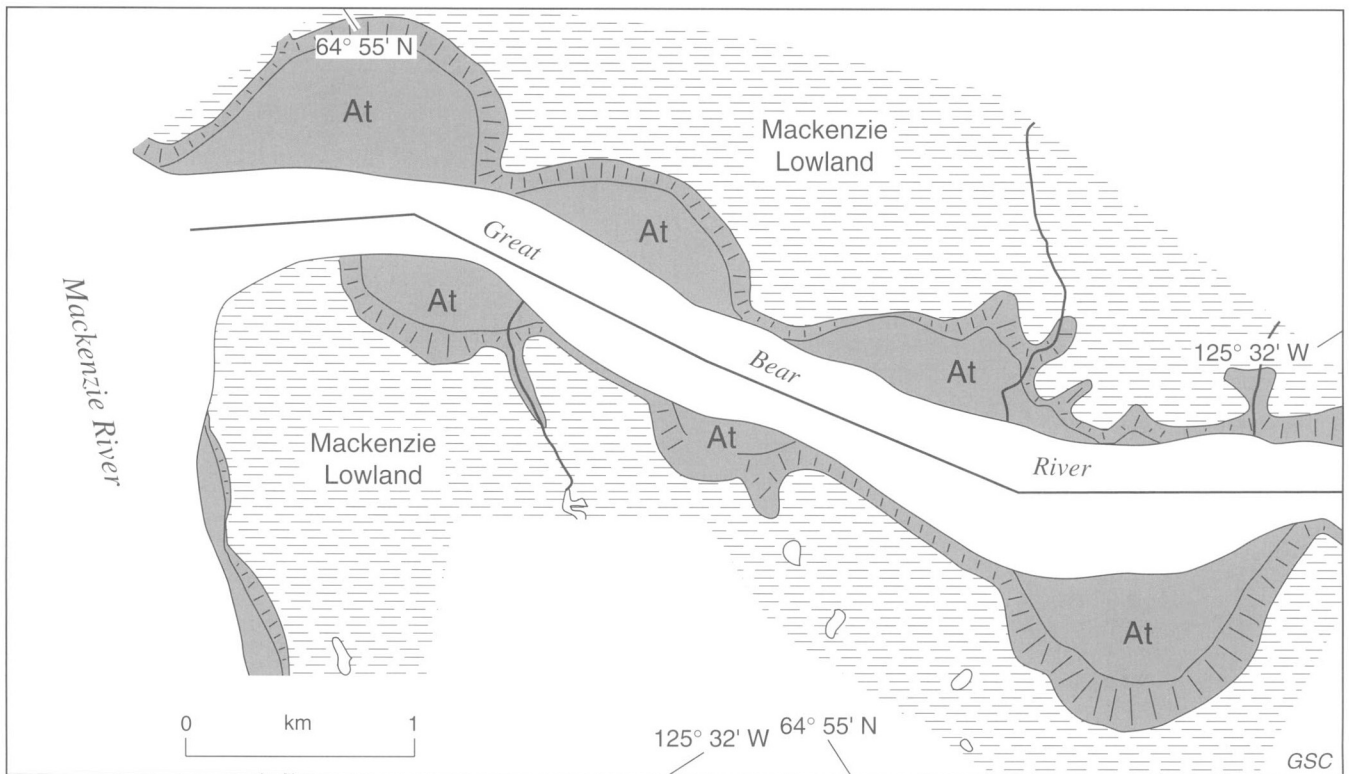 64° 55' N
At
Mackenzie
Lowland
At
Great
At
125° 32' W
Bear
At
Mackenzie River
At
Mackenzie
Lowland
River
At
0 km 1
125° 32' W 64° 55' N
GSC